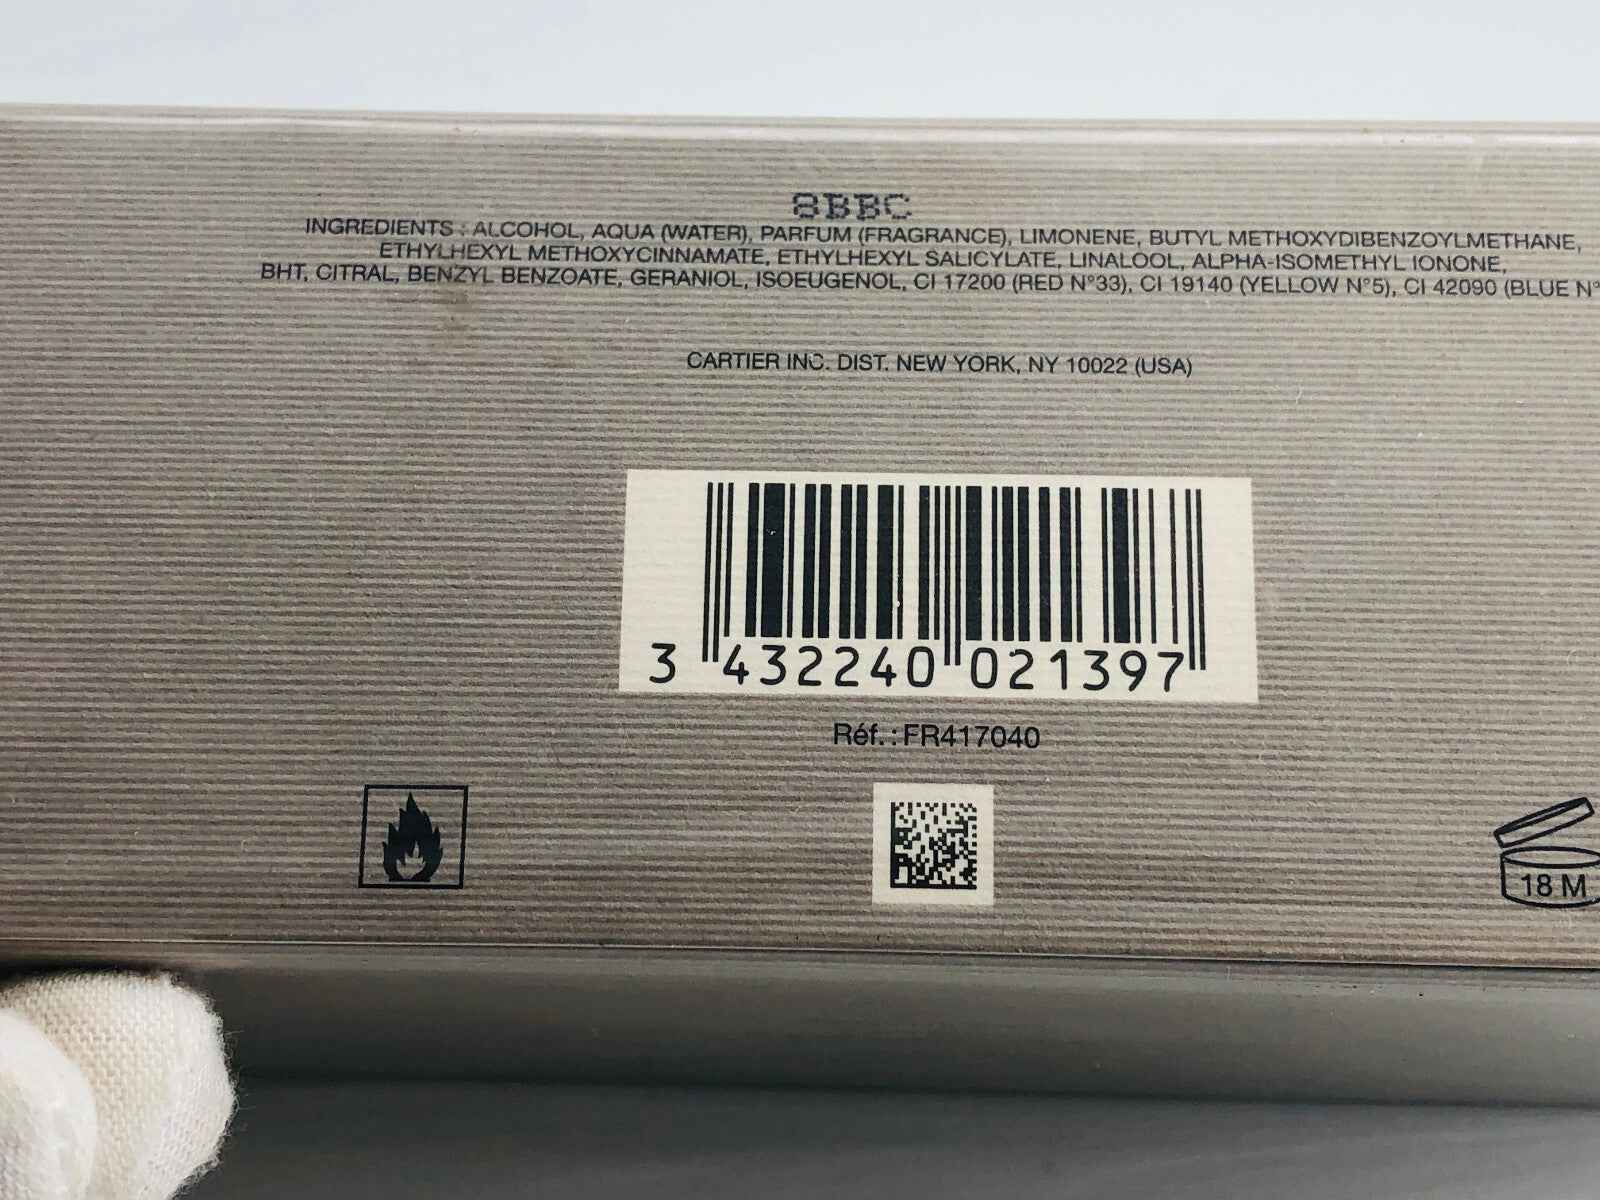 8BBC
INGREDIENTS : ALCOHOL, AQUA (WATER), PARFUM (FRAGRANCE), LIMONENE, BUTYL METHOXYDIBENZOYLMETHANE,
ETHYLHEXYL METHOXYCINNAMATE, ETHYLHEXYL SALICYLATE, LINALOOL, ALPHA-ISOMETHYL IONONE,
BHT, CITRAL, BENZYL BENZOATE, GERANIOL, ISOEUGENOL, CI 17200 (RED N°33), CI 19140 (YELLOW N°5), CI 42090 (BLUE N°
CARTIER INC. DIST. NEW YORK, NY 10022 (USA)
3 432240 021397
Réf. : FR417040
18 M